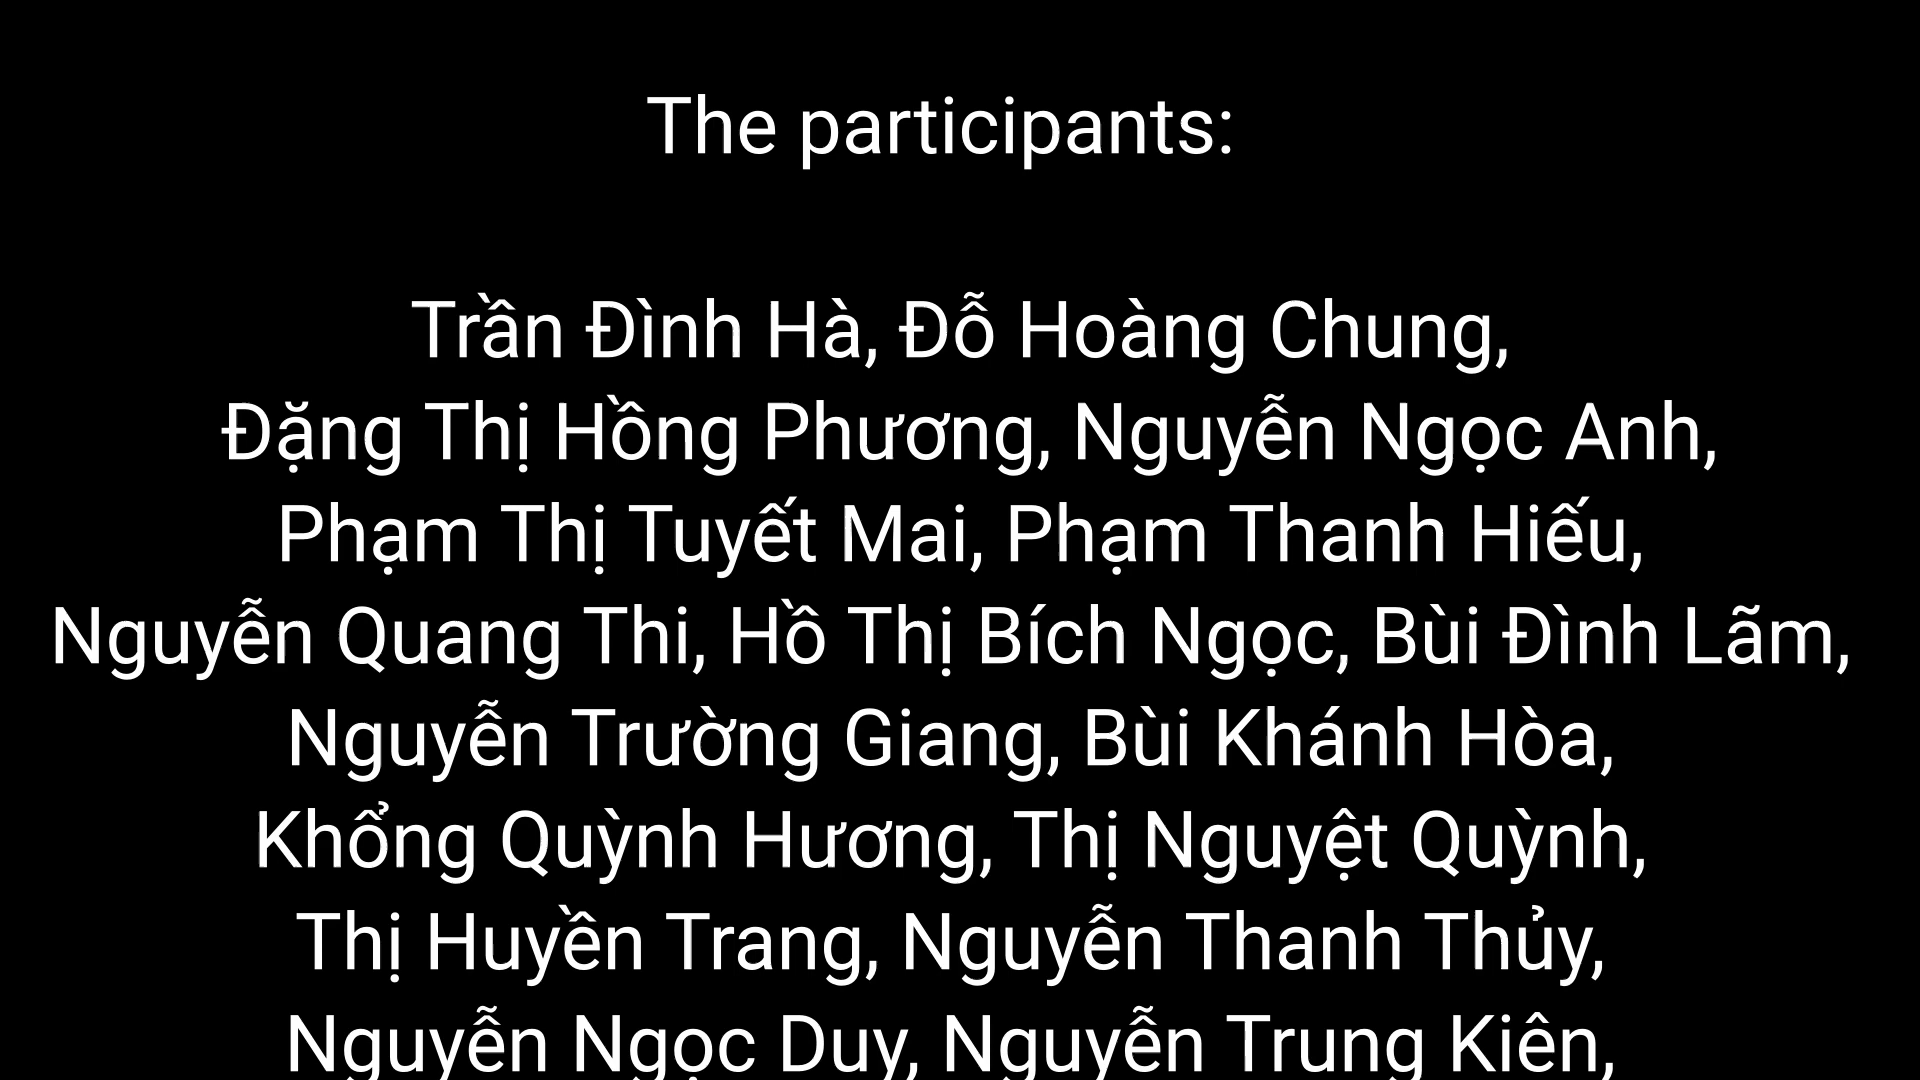 The participants:
Trần Đình Hà, Đỗ Hoàng Chung,
Đặng Thị Hồng Phương, Nguyễn Ngọc Anh,
Phạm Thị Tuyết Mai, Phạm Thanh Hiếu,
Nguyễn Quang Thi, Hồ Thị Bích Ngọc, Bùi Đình Lãm,
Nguyễn Trường Giang, Bùi Khánh Hòa,
Khổng Quỳnh Hương, Thị Nguyệt Quỳnh,
Thị Huyền Trang, Nguyễn Thanh Thủy,
Nguyễn Ngọc Duy, Nguyễn Trung Kiên,